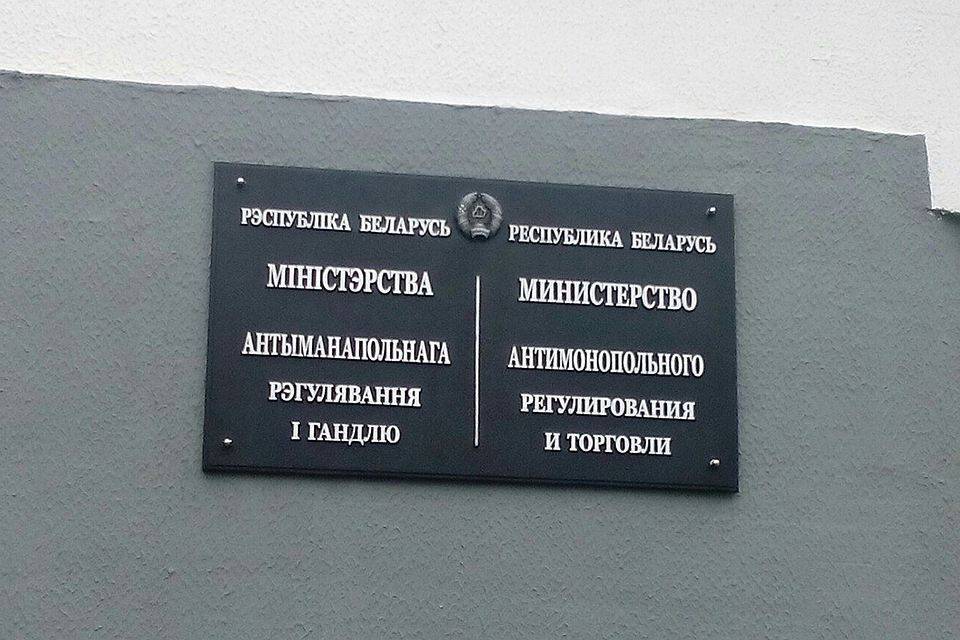 РЭСПУБЛІКА БЕЛАРУСЬ
МІНІСТЭРСТВА
АНТЫМАНАПОЛЬНАГА
РЭГУЛЯВАННЯ
І ГАНДЛЮ
РЕСПУБЛИКА БЕЛАРУСЬ
МИНИСТЕРСТВО
АНТИМОНОПОЛЬНОГО
РЕГУЛИРОВАНИЯ
И ТОРГОВЛИ